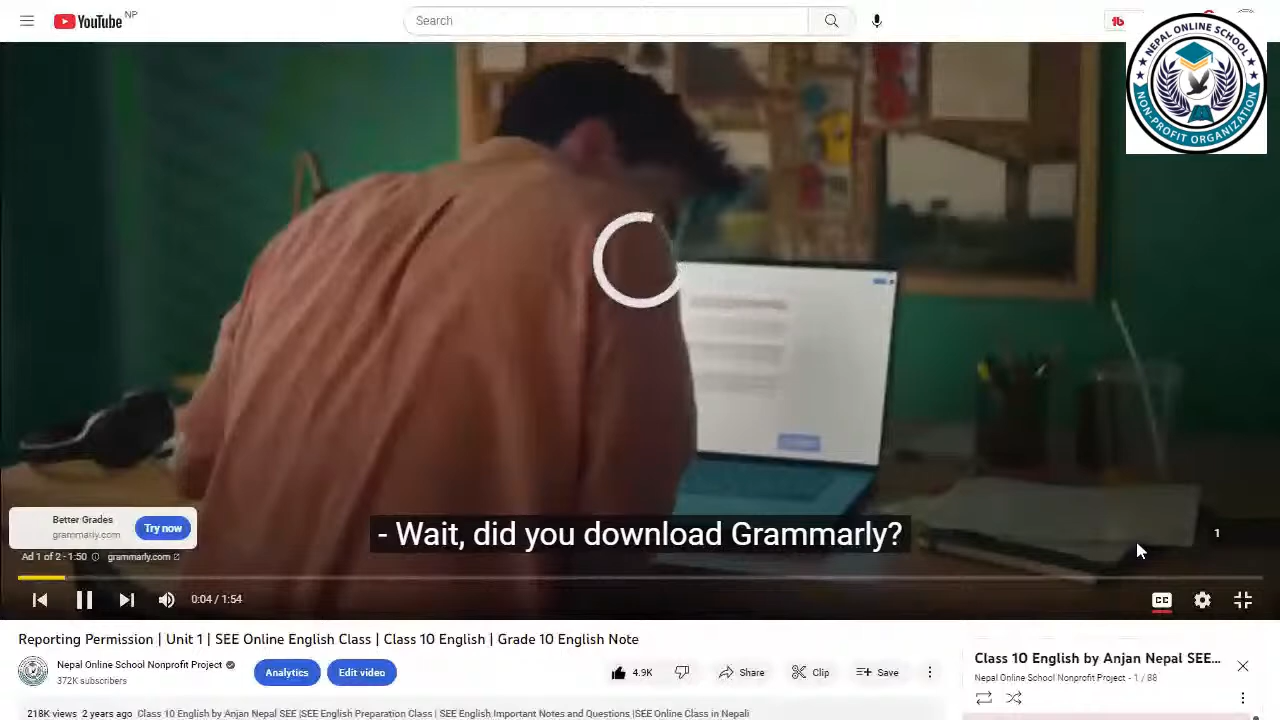 YouTube NP
Search
NEPAL ONLINE SCHOOL
NON-PROFIT ORGANIZATION
- Wait, did you download Grammarly?
Better Grades
grammarly.com
Try now
1
Ad 1 of 2 - 1:50 grammarly.com
0:04 / 1:54
CC
Reporting Permission | Unit 1 | SEE Online English Class | Class 10 English | Grade 10 English Note
Nepal Online School Nonprofit Project
372K subscribers
Analytics
Edit video
4.9K
Share
Clip
Save
Class 10 English by Anjan Nepal SEE...
Nepal Online School Nonprofit Project - 1 / 88
218K views 2 years ago Class 10 English by Anjan Nepal SEE |SEE English Preparation Class | SEE English Important Notes and Questions |SEE Online Class in Nepali